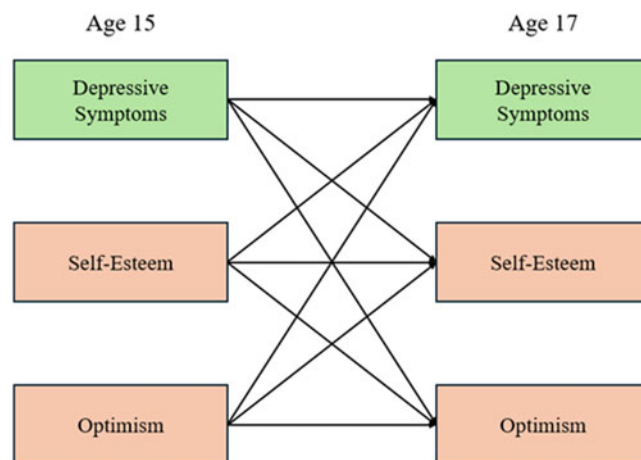 Age 15
Age 17
Depressive
Symptoms
Depressive
Symptoms
Self-Esteem
Self-Esteem
Optimism
Optimism